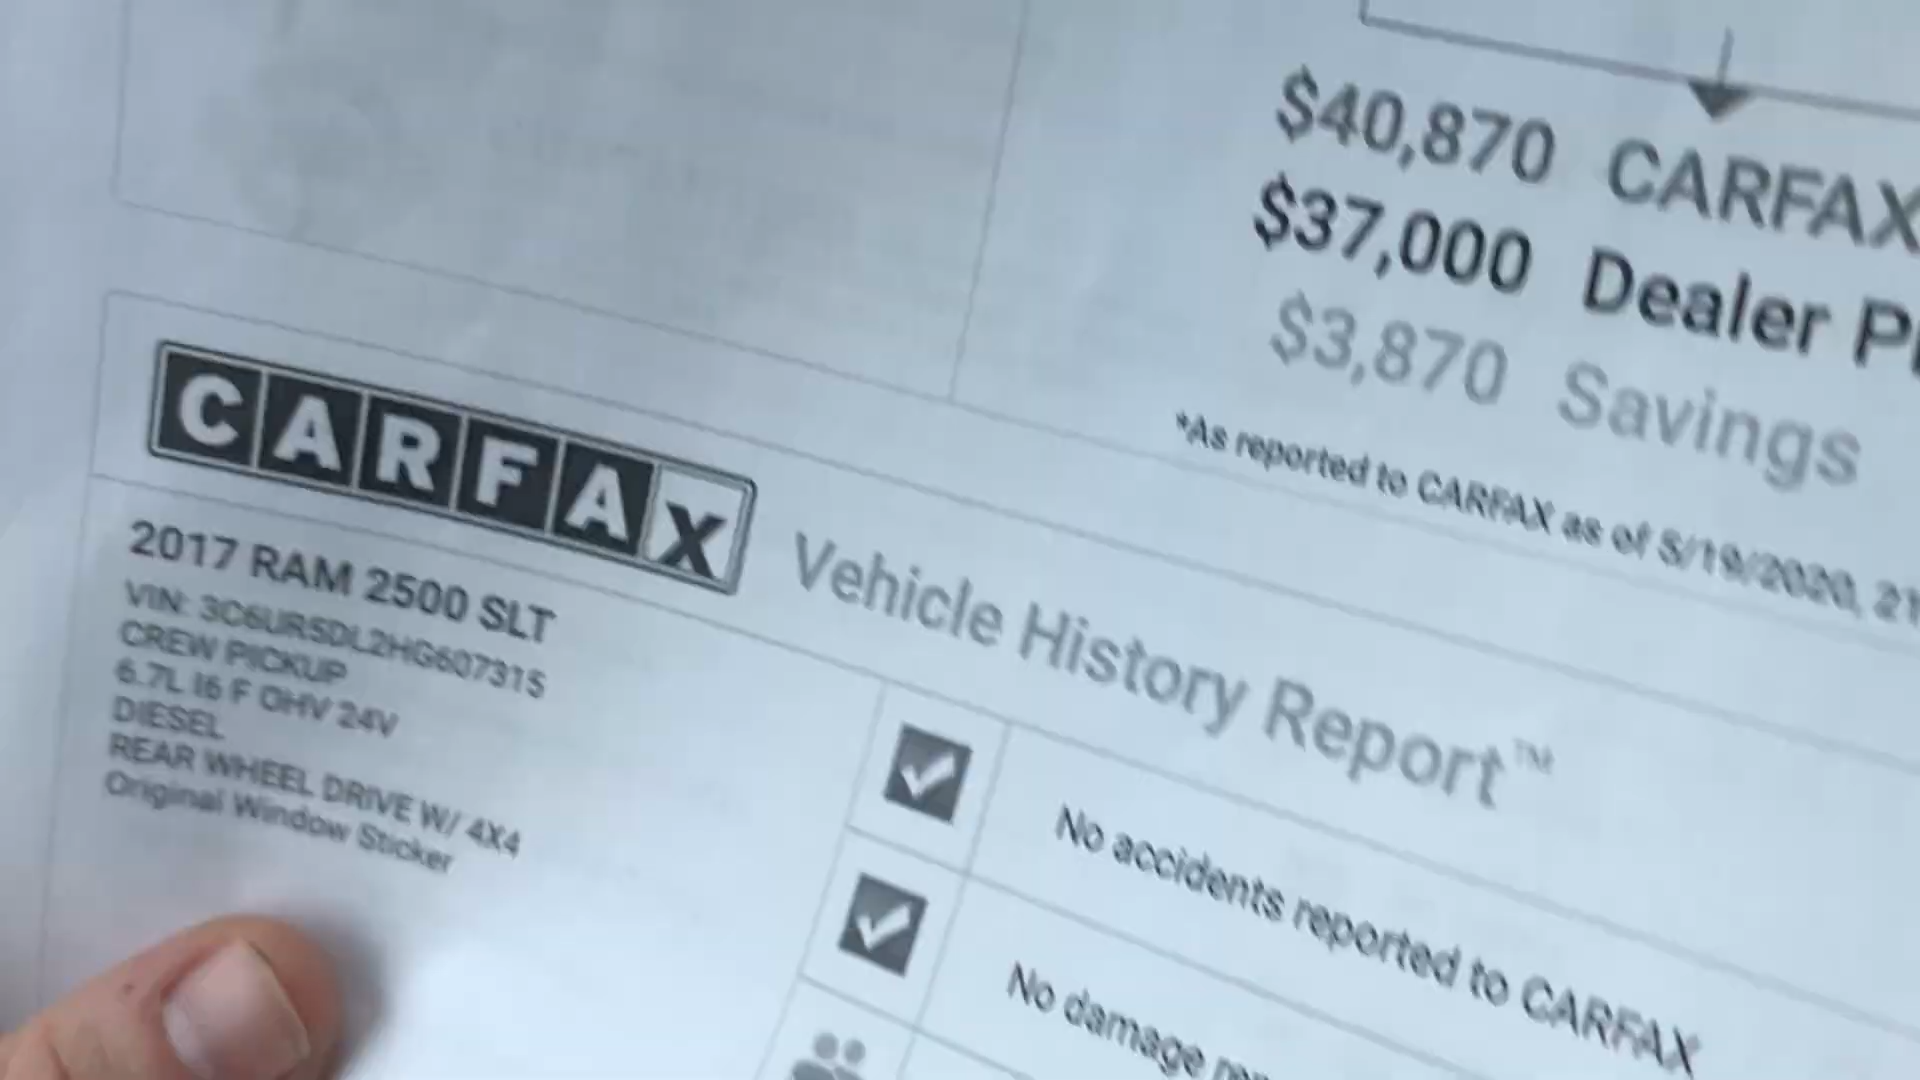 $40,870 CARFAX
$37,000 Dealer
$3,870 Savings
*As reported to CARFAX as of 5/19/2020,
CARFAX
Vehicle History Report™
2017 RAM 2500 SLT
VIN: 3C6UR5DL2HG607315
CREW PICKUP
6.7L I6 F OHV 24V
DIESEL
REAR WHEEL DRIVE W/ 4X4
Original Window Sticker
No accidents reported to CARFAX
No damage